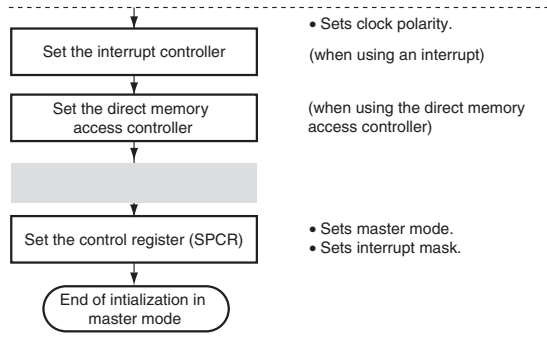 • Sets clock polarity.
Set the interrupt controller
(when using an interrupt)
Set the direct memory
access controller
(when using the direct memory
access controller)
Set the control register (SPCR)
• Sets master mode.
• Sets interrupt mask.
End of intialization in
master mode